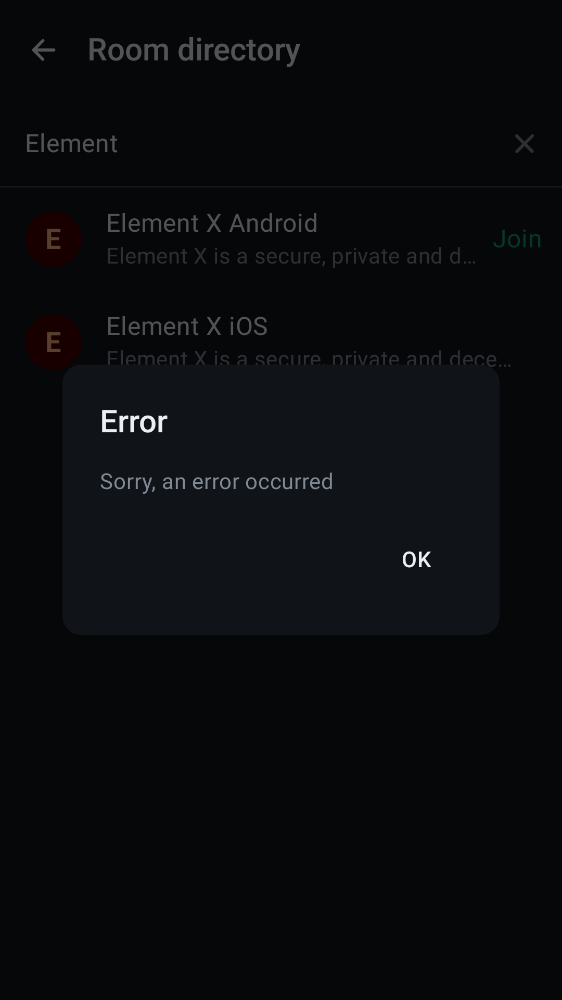 Room directory
Element
E
Element X Android
Element X is a secure, private and d…
Join
E
Element X iOS
Element X is a secure, private and dece…
Error
Sorry, an error occurred
OK